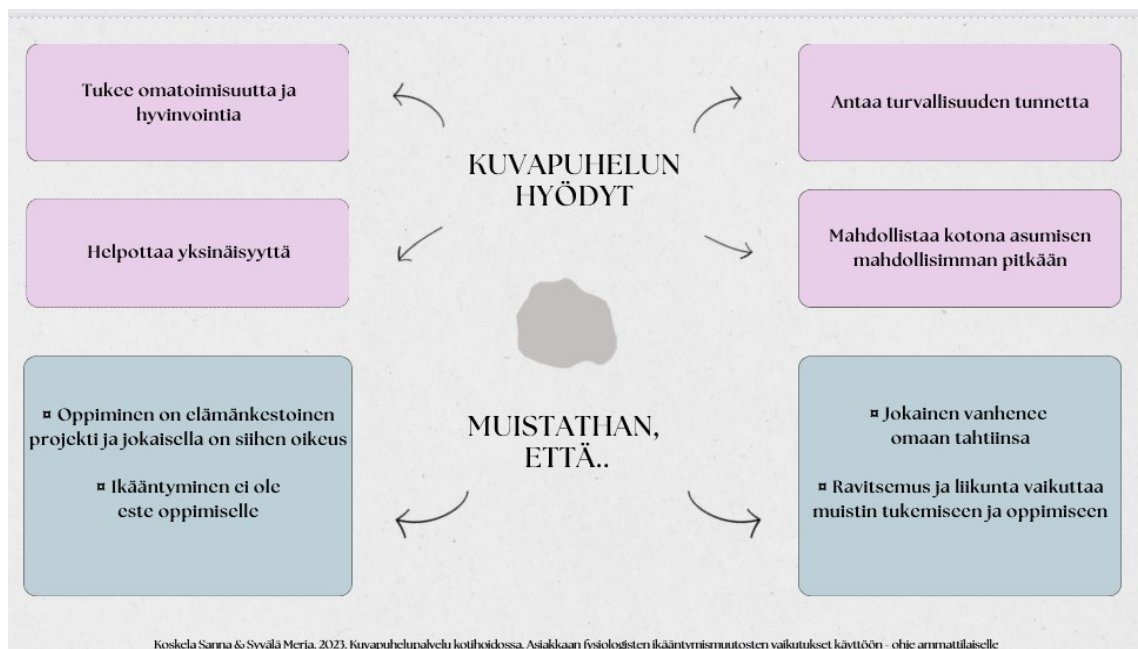 Tukee omatoimisuutta ja
hyvinvointia
Antaa turvallisuuden tunnetta
KUVAPUHELUN
HYÖDYT
Helpottaa yksinäisyyttä
Mahdollistaa kotona asumisen
mahdollisimman pitkään
¤ Oppiminen on elämänkestoinen
projekti ja jokaisella on siihen oikeus
¤ Ikääntyminen ei ole
este oppimiselle
MUISTATHAN,
ETTÄ..
¤ Jokainen vanhenee
omaan tahtiinsa
¤ Ravitsemus ja liikunta vaikuttaa
muistin tukemiseen ja oppimiseen
Koskela Sanna & Syvälä Merja. 2023. Kuvapuhelupalvelu kotihoidossa. Asiakkaan fysiologisten ikääntymismuutosten vaikutukset käyttöön - ohje ammattilaiselle